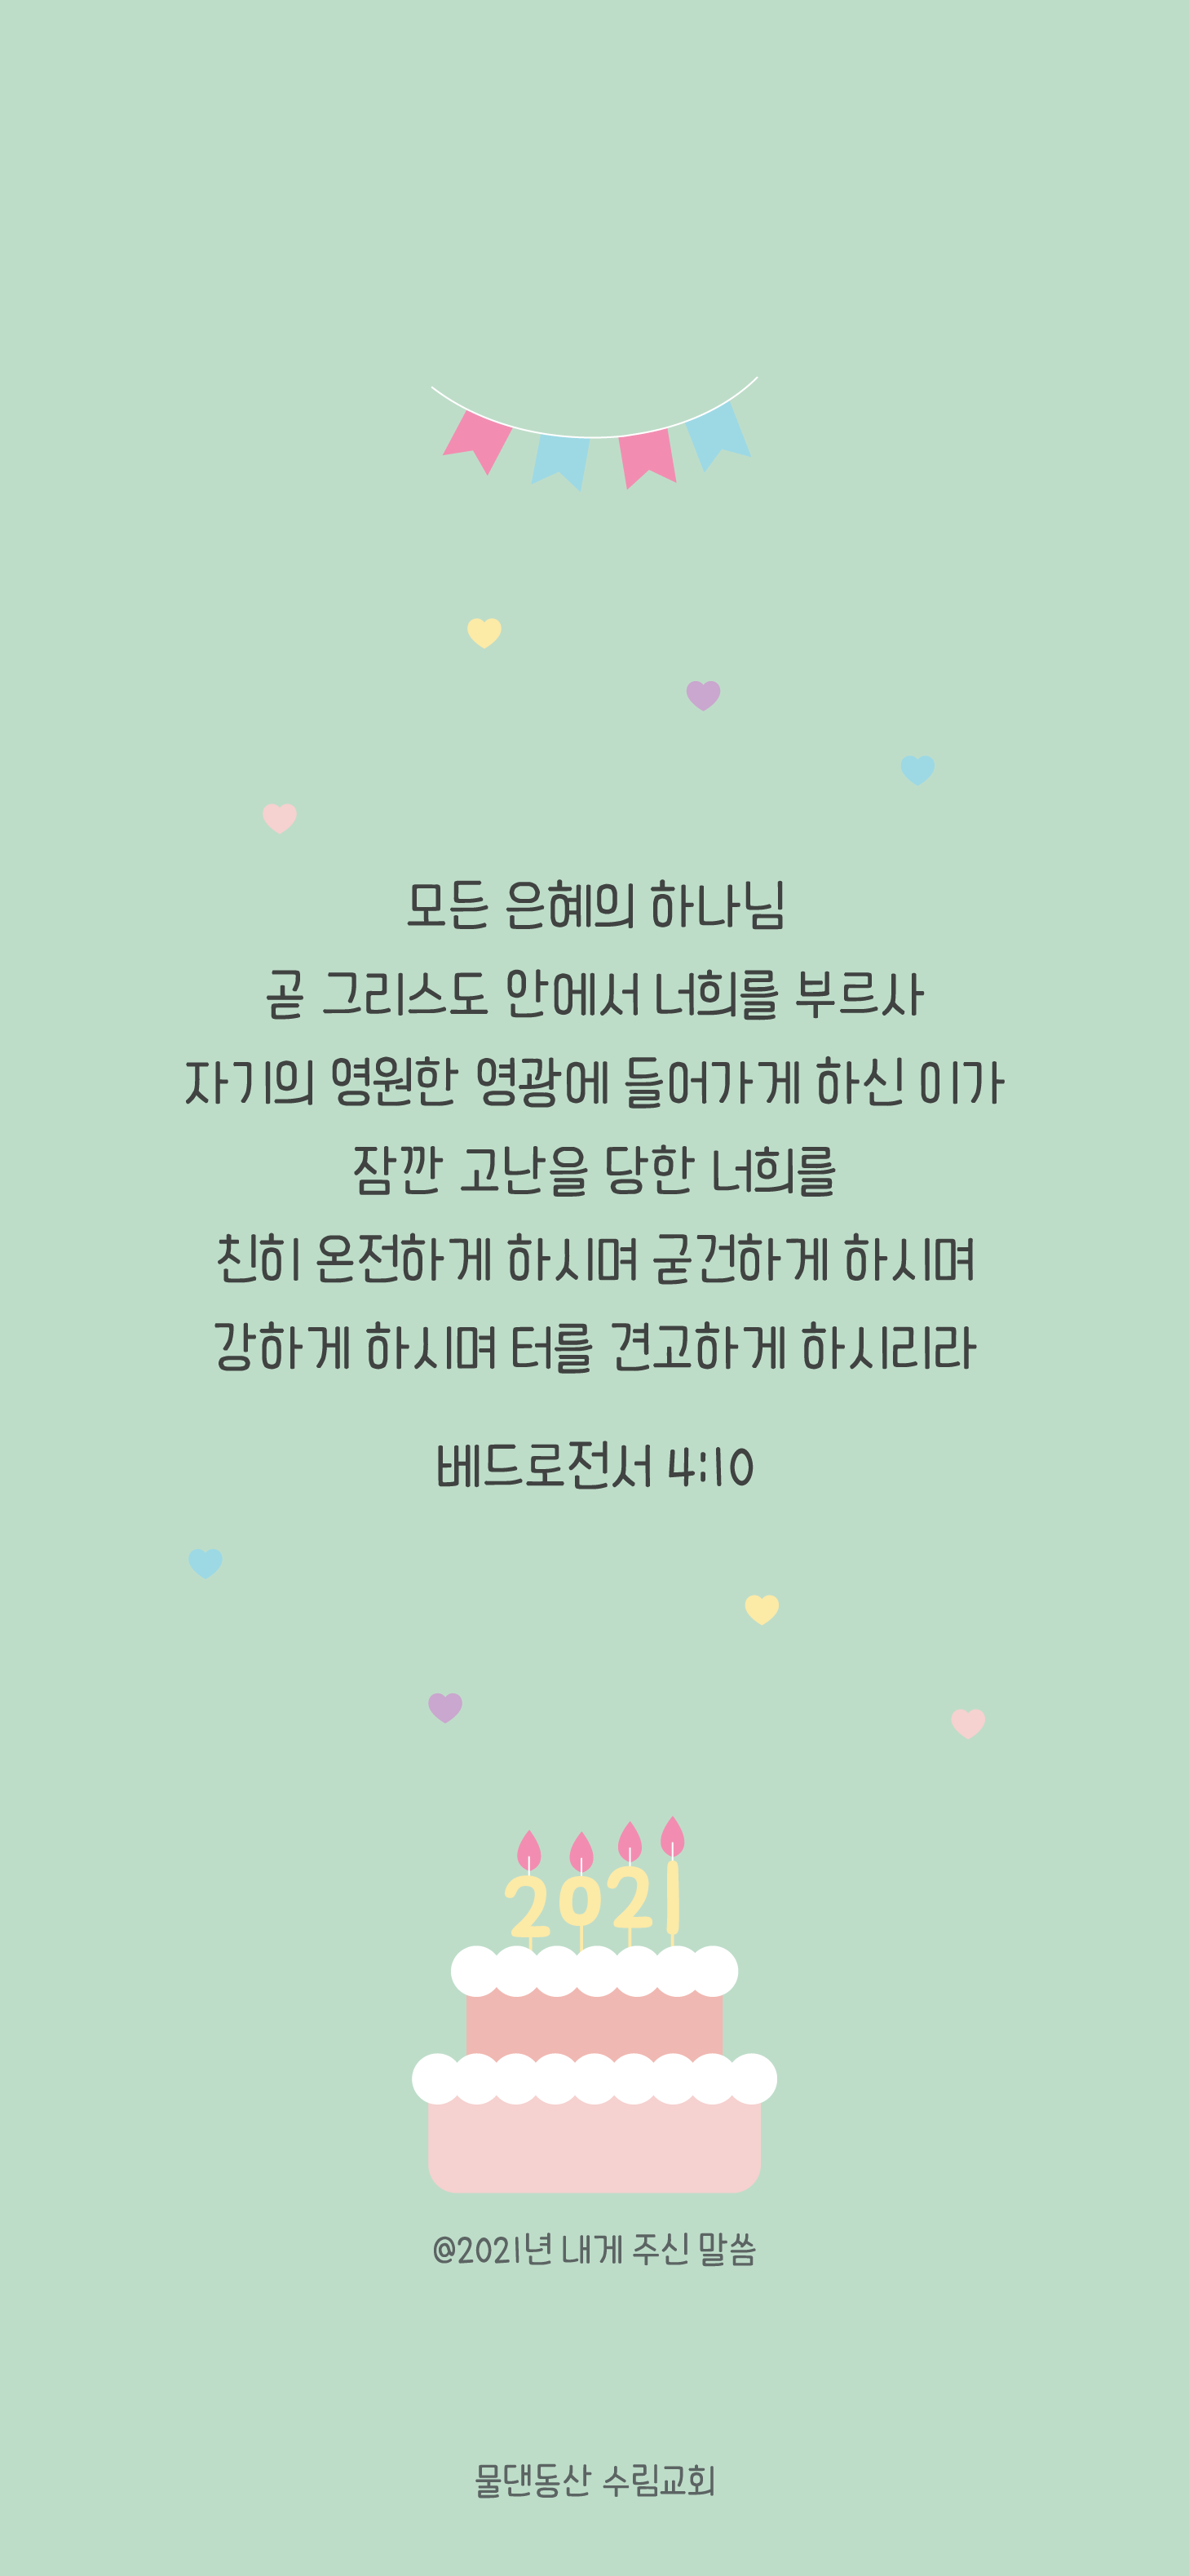 모든 은혜의 하나님
곧 그리스도 안에서 너희를 부르사
자기의 영원한 영광에 들어가게 하신 이가
잠깐 고난을 당한 너희를
친히 온전하게 하시며 굳건하게 하시며
강하게 하시며 터를 견고하게 하시리라
베드로전서 4:10
2021
@2021년 내게 주신 말씀
물댄동산 수림교회